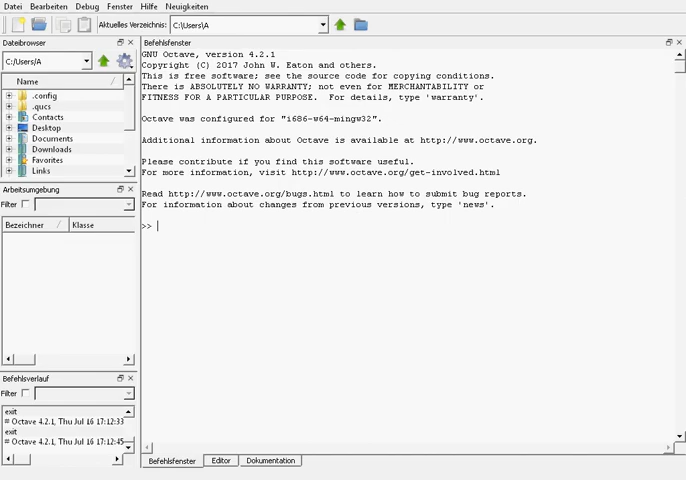 Datei Bearbeiten Debug Fenster Hilfe Neuigkeiten
Aktuelles Verzeichnis: C:\Users\A
Dateibrowser
C:/Users/A
Name
.config
.qucs
Contacts
Desktop
Documents
Downloads
Favorites
Links
Arbeitsumgebung
Filter
Bezeichner Klasse
Befehlsverlauf
Filter
exit
# Octave 4.2.1, Thu Jul 16 17:12:33
exit
# Octave 4.2.1, Thu Jul 16 17:12:45
Befehlsfenster
GNU Octave, version 4.2.1
Copyright (C) 2017 John W. Eaton and others.
This is free software; see the source code for copying conditions.
There is ABSOLUTELY NO WARRANTY; not even for MERCHANTABILITY or
FITNESS FOR A PARTICULAR PURPOSE.  For details, type 'warranty'.
Octave was configured for "i686-w64-mingw32".
Additional information about Octave is available at http://www.octave.org.
Please contribute if you find this software useful.
For more information, visit http://www.octave.org/get-involved.html
Read http://www.octave.org/bugs.html to learn how to submit bug reports.
For information about changes from previous versions, type 'news'.
>>
Befehlsfenster Editor Dokumentation